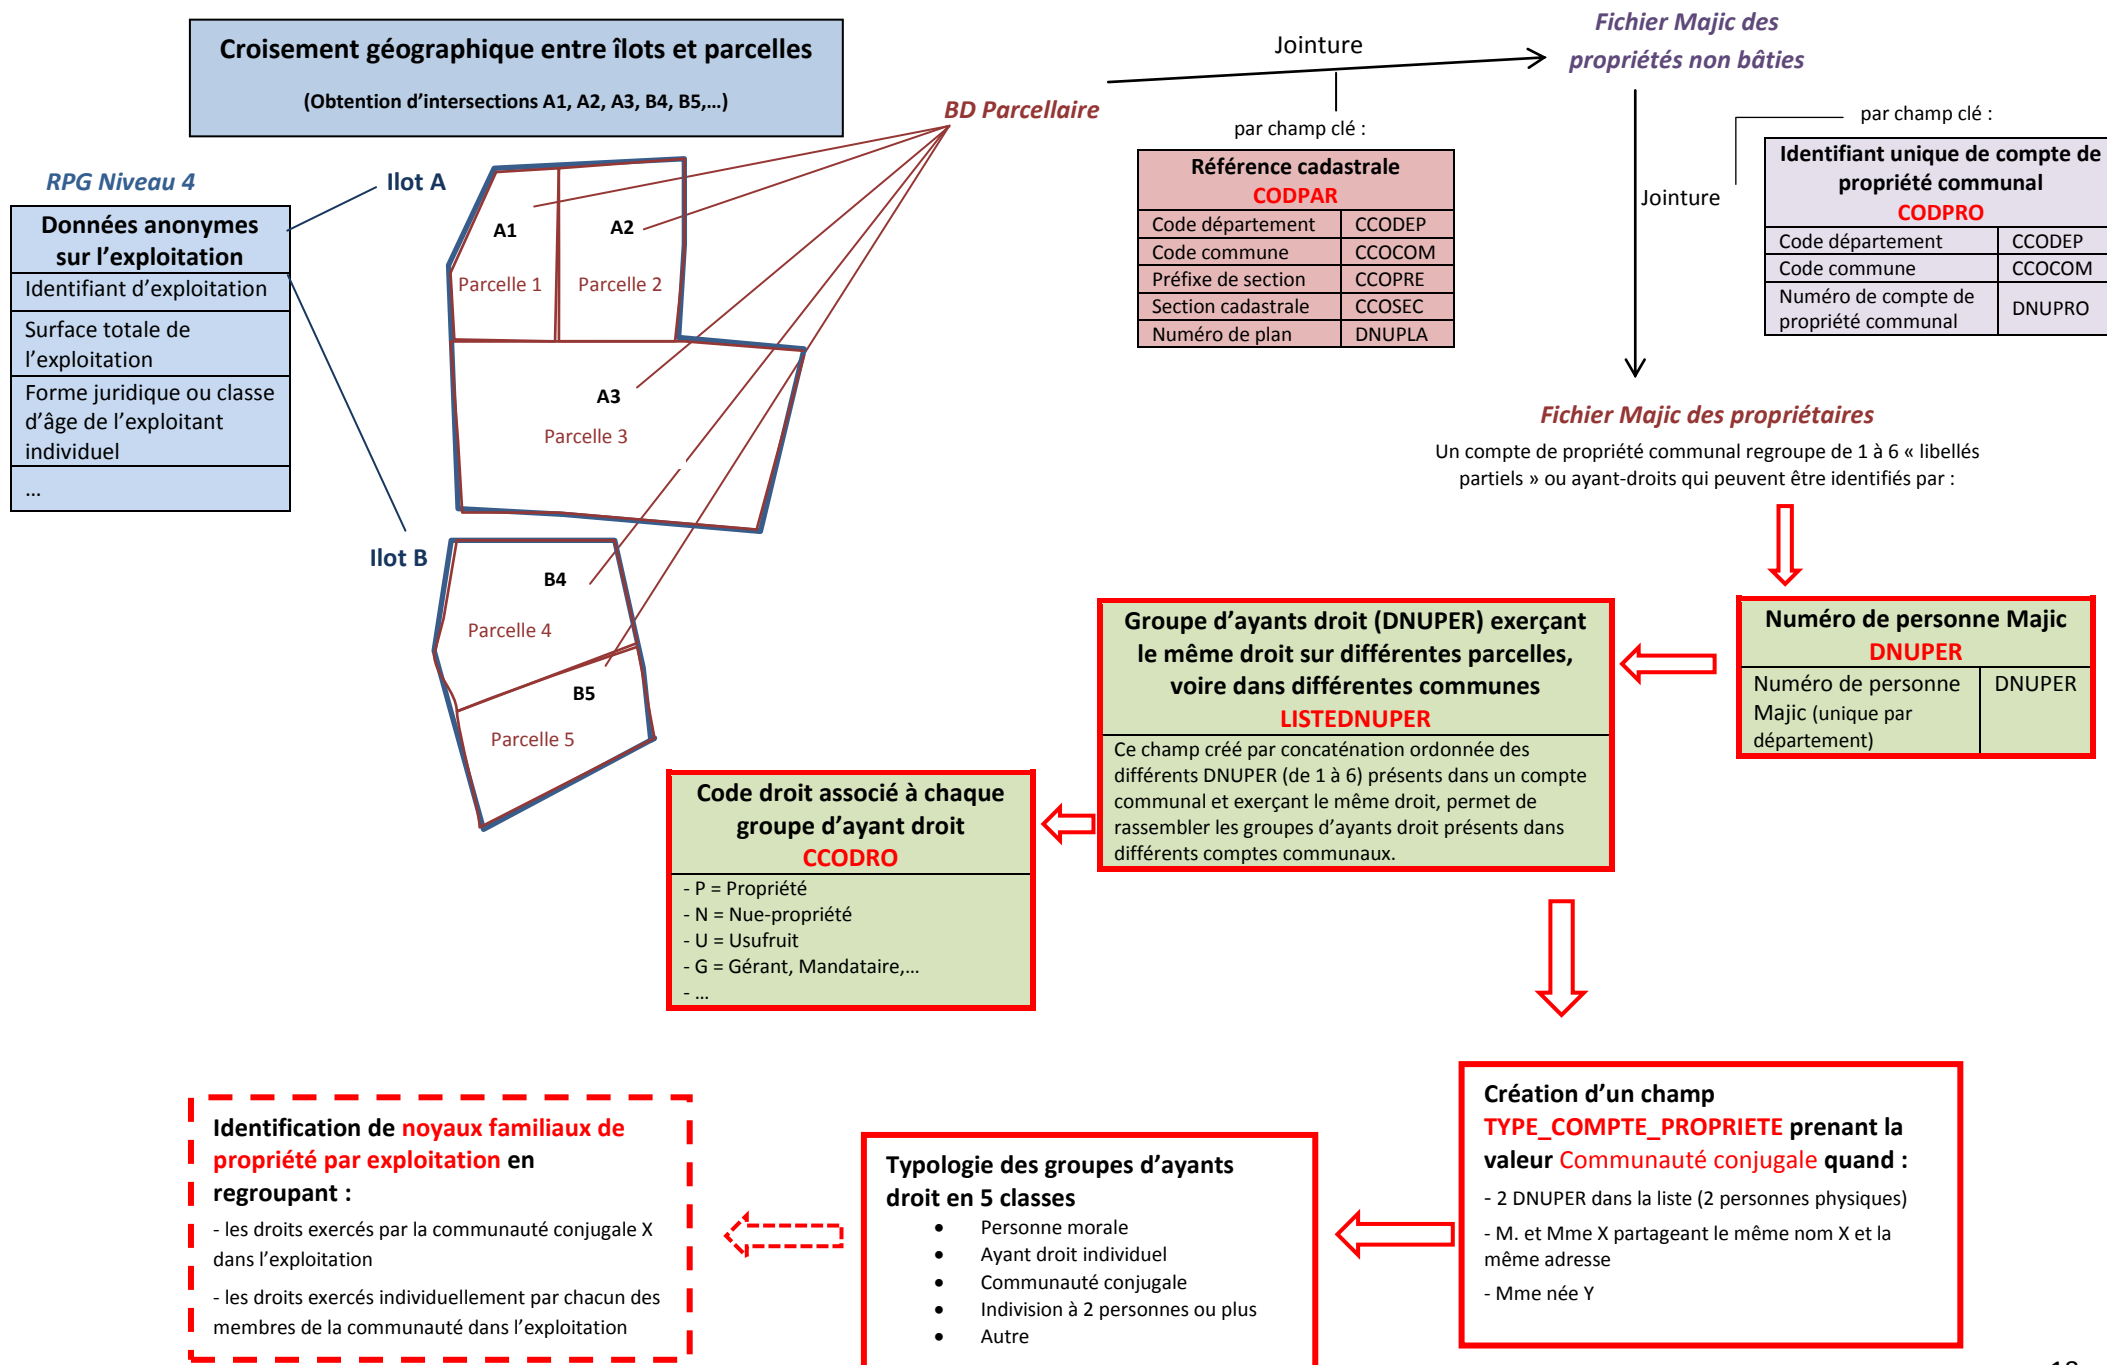 Croisement géographique entre îlots et parcelles
(Obtention d'intersections A1, A2, A3, B4, B5,...)
Jointure
Fichier Majic des
propriétés non bâties
BD Parcellaire
par champ clé :
Référence cadastrale
CODPAR
Code département CCODEP
Code commune CCOCOM
Préfixe de section CCOPRE
Section cadastrale CCOSEC
Numéro de plan DNUPLA
par champ clé :
Jointure
Identifiant unique de compte de
propriété communal
CODPRO
Code département CCODEP
Code commune CCOCOM
Numéro de compte de
propriété communal DNUPRO
RPG Niveau 4
Données anonymes
sur l'exploitation
Identifiant d'exploitation
Surface totale de
l'exploitation
Forme juridique ou classe
d'âge de l'exploitant
individuel
...
Ilot A
A1
A2
Parcelle 1
Parcelle 2
A3
Parcelle 3
Ilot B
B4
Parcelle 4
B5
Parcelle 5
Fichier Majic des propriétaires
Un compte de propriété communal regroupe de 1 à 6 « libellés
partiels » ou ayant-droits qui peuvent être identifiés par :
Numéro de personne Majic
DNUPER
Numéro de personne DNUPER
Majic (unique par
département)
Groupe d'ayants droit (DNUPER) exerçant
le même droit sur différentes parcelles,
voire dans différentes communes
LISTEDNUPER
Ce champ créé par concaténation ordonnée des
différents DNUPER (de 1 à 6) présents dans un compte
communal et exerçant le même droit, permet de
rassembler les groupes d'ayants droit présents dans
différents comptes communaux.
Code droit associé à chaque
groupe d'ayant droit
CCODRO
- P = Propriété
- N = Nue-propriété
- U = Usufruit
- G = Gérant, Mandataire,...
- ...
Création d'un champ
TYPE_COMPTE_PROPRIETE prenant la
valeur Communauté conjugale quand :
- 2 DNUPER dans la liste (2 personnes physiques)
- M. et Mme X partageant le même nom X et la
même adresse
- Mme née Y
Typologie des groupes d'ayants
droit en 5 classes
• Personne morale
• Ayant droit individuel
• Communauté conjugale
• Indivision à 2 personnes ou plus
• Autre
Identification de noyaux familiaux de
propriété par exploitation en
regroupant :
- les droits exercés par la communauté conjugale X
dans l'exploitation
- les droits exercés individuellement par chacun des
membres de la communauté dans l'exploitation